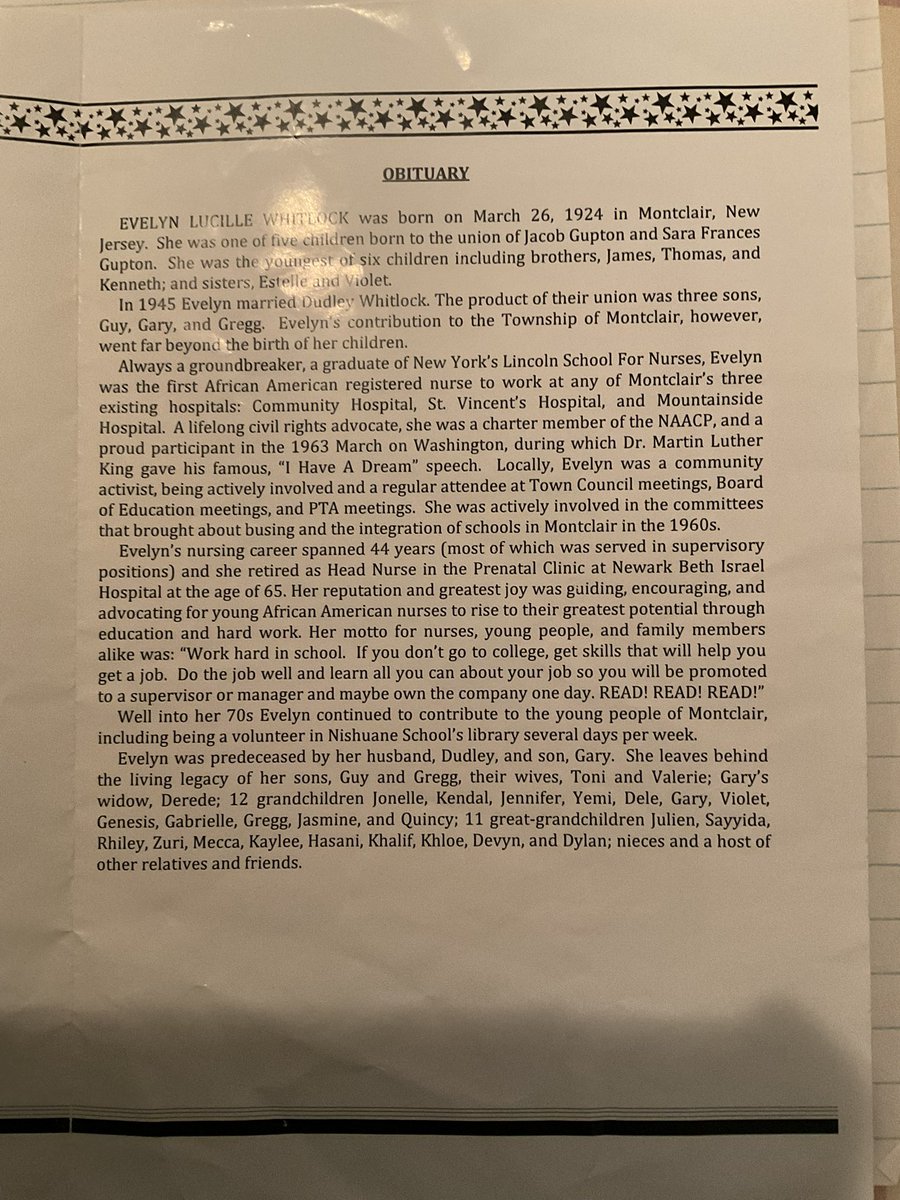 OBITUARY
EVELYN LUCILLE WHITLOCK was born on March 26, 1924 in Montclair, New
Jersey. She was one of five children born to the union of Jacob Gupton and Sara Frances
Gupton. She was the youngest of six children including brothers, James, Thomas, and
Kenneth; and sisters, Estelle and Violet.
In 1945 Evelyn married Dudley Whitlock. The product of their union was three sons,
Guy, Gary, and Gregg. Evelyn's contribution to the Township of Montclair, however,
went far beyond the birth of her children.
Always a groundbreaker, a graduate of New York's Lincoln School For Nurses, Evelyn
was the first African American registered nurse to work at any of Montclair's three
existing hospitals: Community Hospital, St. Vincent's Hospital, and Mountainside
Hospital. A lifelong civil rights advocate, she was a charter member of the NAACP, and a
proud participant in the 1963 March on Washington, during which Dr. Martin Luther
King gave his famous, "I Have A Dream" speech. Locally, Evelyn was a community
activist, being actively involved and a regular attendee at Town Council meetings, Board
of Education meetings, and PTA meetings. She was actively involved in the committees
that brought about busing and the integration of schools in Montclair in the 1960s.
Evelyn's nursing career spanned 44 years (most of which was served in supervisory
positions) and she retired as Head Nurse in the Prenatal Clinic at Newark Beth Israel
Hospital at the age of 65. Her reputation and greatest joy was guiding, encouraging, and
advocating for young African American nurses to rise to their greatest potential through
education and hard work. Her motto for nurses, young people, and family members
alike was: "Work hard in school. If you don't go to college, get skills that will help you
get a job. Do the job well and learn all you can about your job so you will be promoted
to a supervisor or manager and maybe own the company one day. READ! READ! READ!"
Well into her 70s Evelyn continued to contribute to the young people of Montclair,
including being a volunteer in Nishuane School's library several days per week.
Evelyn was predeceased by her husband, Dudley, and son, Gary. She leaves behind
the living legacy of her sons, Guy and Gregg, their wives, Toni and Valerie; Gary's
widow, Derede; 12 grandchildren Jonelle, Kendal, Jennifer, Yemi, Dele, Gary, Violet,
Genesis, Gabrielle, Gregg, Jasmine, and Quincy; 11 great-grandchildren Julien, Sayyida,
Rhiley, Zuri, Mecca, Kaylee, Hasani, Khalif, Khloe, Devyn, and Dylan; nieces and a host of
other relatives and friends.